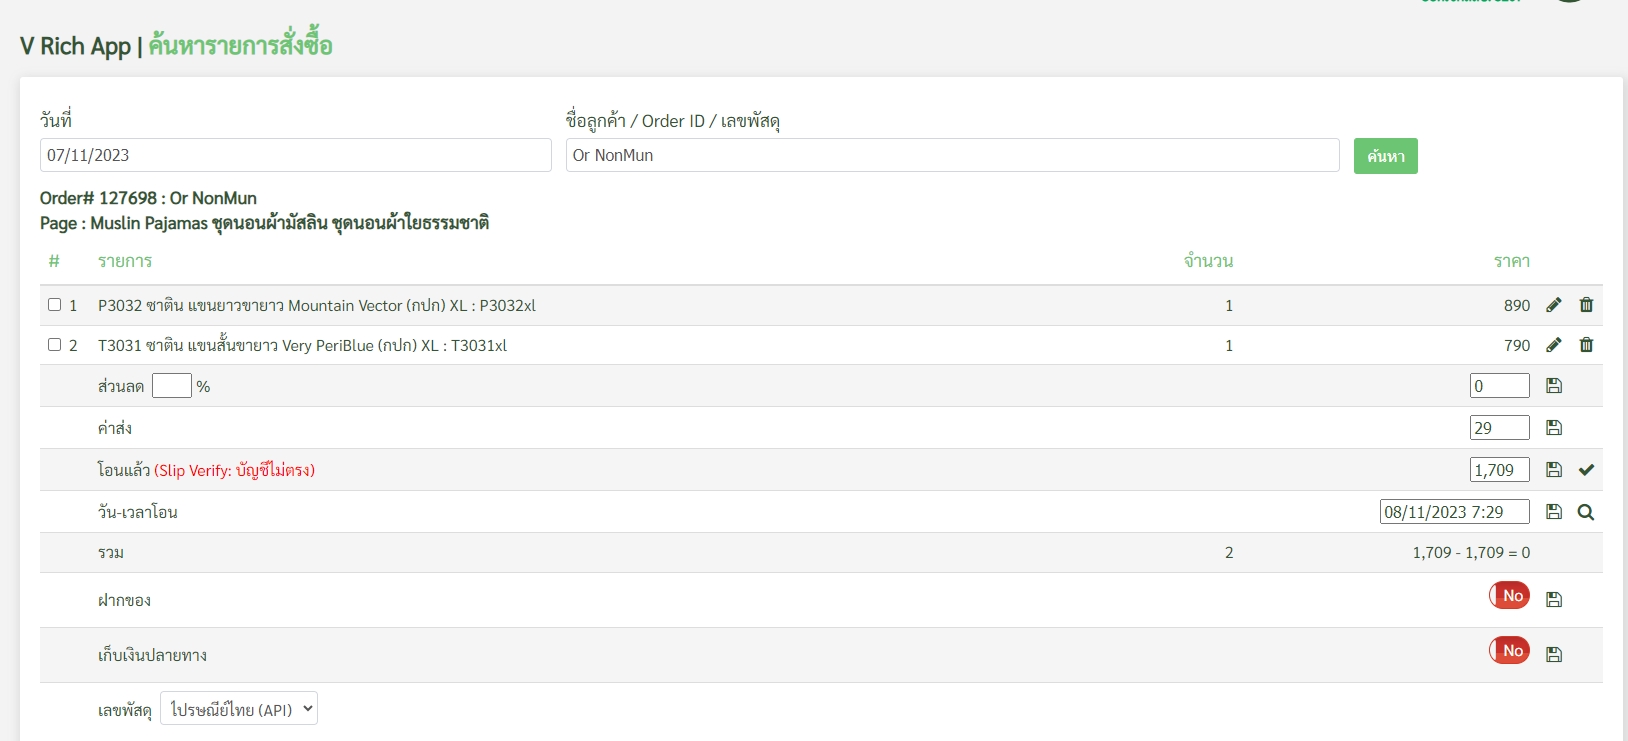 V Rich App | ค้นหารายการสั่งซื้อ
วันที่
ชื่อลูกค้า / Order ID / เลขพัสดุ
07/11/2023
Or NonMun
ค้นหา
Order# 127698 : Or NonMun
Page : Muslin Pajamas ชุดนอนผ้ามัสลิน ชุดนอนผ้าใยธรรมชาติ
# รายการ จำนวน ราคา
1 P3032 ซาติน แขนยาวขายาว Mountain Vector (กปก) XL : P3032xl 1 890
2 T3031 ซาติน แขนสั้นขายาว Very PeriBlue (กปก) XL : T3031xl 1 790
ส่วนลด % 0
ค่าส่ง 29
โอนแล้ว (Slip Verify: บัญชีไม่ตรง) 1,709
วัน-เวลาโอน 08/11/2023 7:29
รวม 2 1,709 - 1,709 = 0
ฝากของ No
เก็บเงินปลายทาง No
เลขพัสดุ ไปรษณีย์ไทย (API)